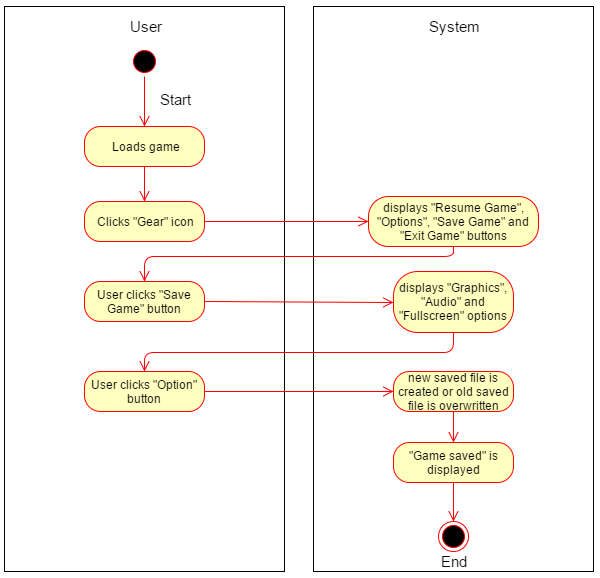 User
System
Start
Loads game
Clicks "Gear" icon
displays "Resume Game",
"Options", "Save Game" and
"Exit Game" buttons
User clicks "Save
Game" button
displays "Graphics",
"Audio" and
"Fullscreen" options
User clicks "Option"
button
new saved file is
created or old saved
file is overwritten
"Game saved" is
displayed
End